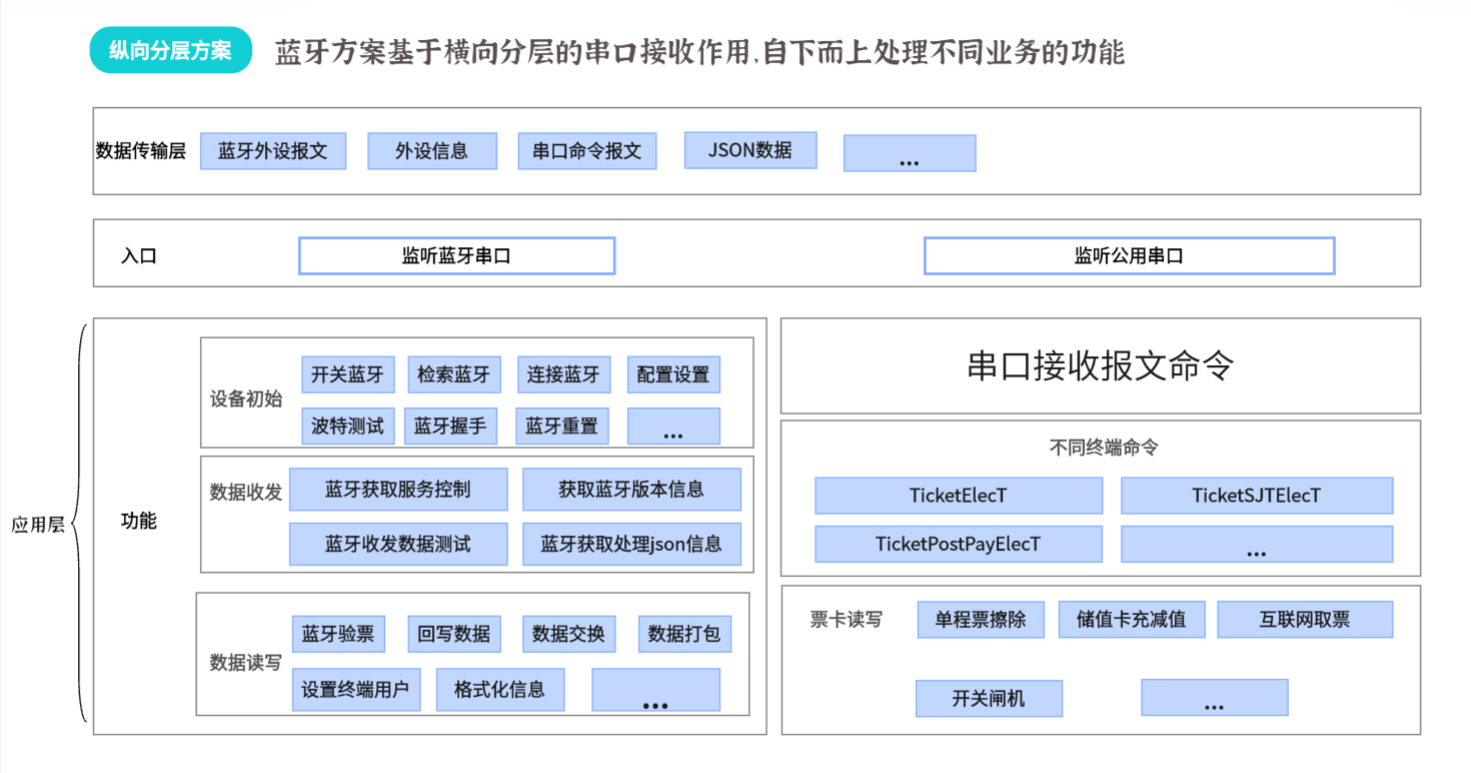 纵向分层方案
蓝牙方案基于横向分层的串口接收作用,自下而上处理不同业务的功能
数据传输层 蓝牙外设报文 外设信息 串口命令报文 JSON数据 ...
入口 监听蓝牙串口 监听公用串口
应用层
功能
设备初始
开关蓝牙 检索蓝牙 连接蓝牙 配置设置
波特测试 蓝牙握手 蓝牙重置 ...
数据收发
蓝牙获取服务控制 获取蓝牙版本信息
蓝牙收发数据测试 蓝牙获取处理json信息
数据读写
蓝牙验票 回写数据 数据交换 数据打包
设置终端用户 格式化信息 ...
串口接收报文命令
不同终端命令
TicketElecT TicketSJTElecT
TicketPostPayElecT ...
票卡读写 单程票擦除 储值卡充减值 互联网取票
开关闸机 ...